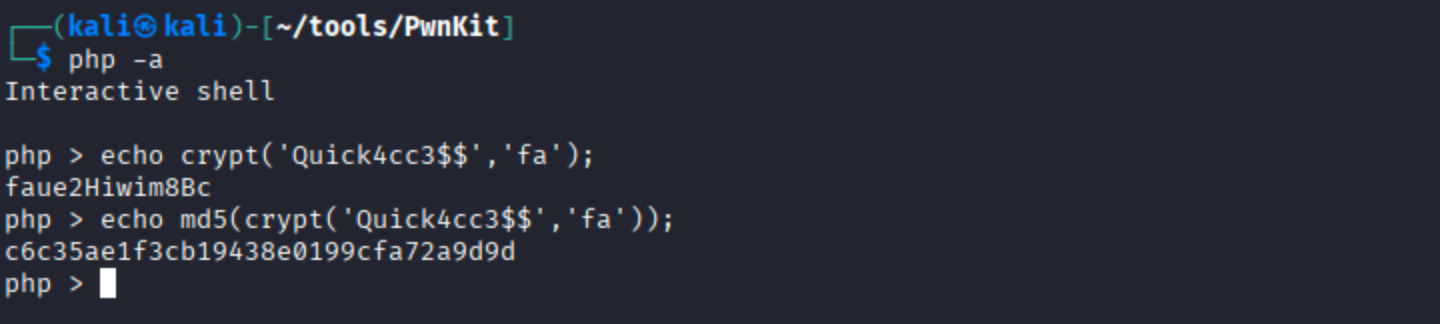 ┌──(kali㉿kali)-[~/tools/PwnKit]
└─$ php -a
Interactive shell
php > echo crypt('Quick4cc3$$','fa');
faue2Hiwim8Bc
php > echo md5(crypt('Quick4cc3$$','fa'));
c6c35ae1f3cb19438e0199cfa72a9d9d
php >